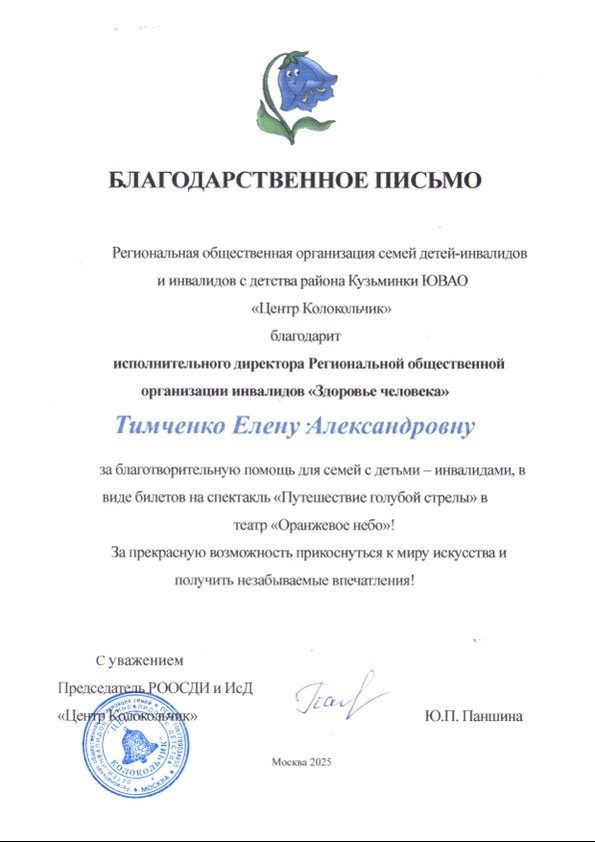 БЛАГОДАРСТВЕННОЕ ПИСЬМО
Региональная общественная организация семей детей-инвалидов
и инвалидов с детства района Кузьминки ЮВАО
«Центр Колокольчик»
благодарит
исполнительного директора Региональной общественной
организации инвалидов «Здоровье человека»
Тимченко Елену Александровну
за благотворительную помощь для семей с детьми – инвалидами, в
виде билетов на спектакль «Путешествие голубой стрелы» в
театр «Оранжевое небо»!
За прекрасную возможность прикоснуться к миру искусства и
получить незабываемые впечатления!
С уважением
Председатель РООСДИ и ИсД
«Центр Колокольчик»
Ю.П. Паншина
КОЛОКОЛЬЧИК
МОСКВА
Москва 2025